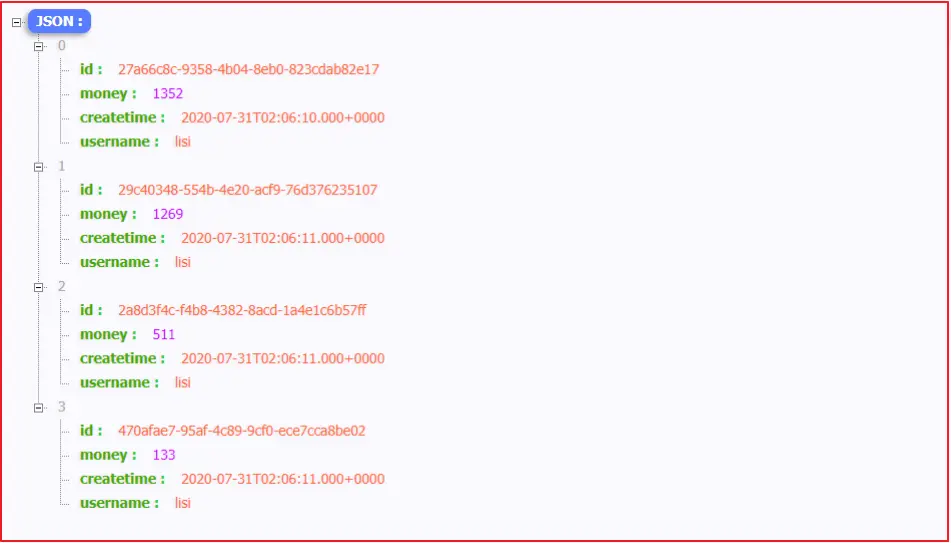 JSON :
0
id : 27a66c8c-9358-4b04-8eb0-823cdab82e17
money : 1352
createtime : 2020-07-31T02:06:10.000+0000
username : lisi
1
id : 29c40348-554b-4e20-acf9-76d376235107
money : 1269
createtime : 2020-07-31T02:06:11.000+0000
username : lisi
2
id : 2a8d3f4c-f4b8-4382-8acd-1a4e1c6b57ff
money : 511
createtime : 2020-07-31T02:06:11.000+0000
username : lisi
3
id : 470afae7-95af-4c89-9cf0-ece7cca8be02
money : 133
createtime : 2020-07-31T02:06:11.000+0000
username : lisi